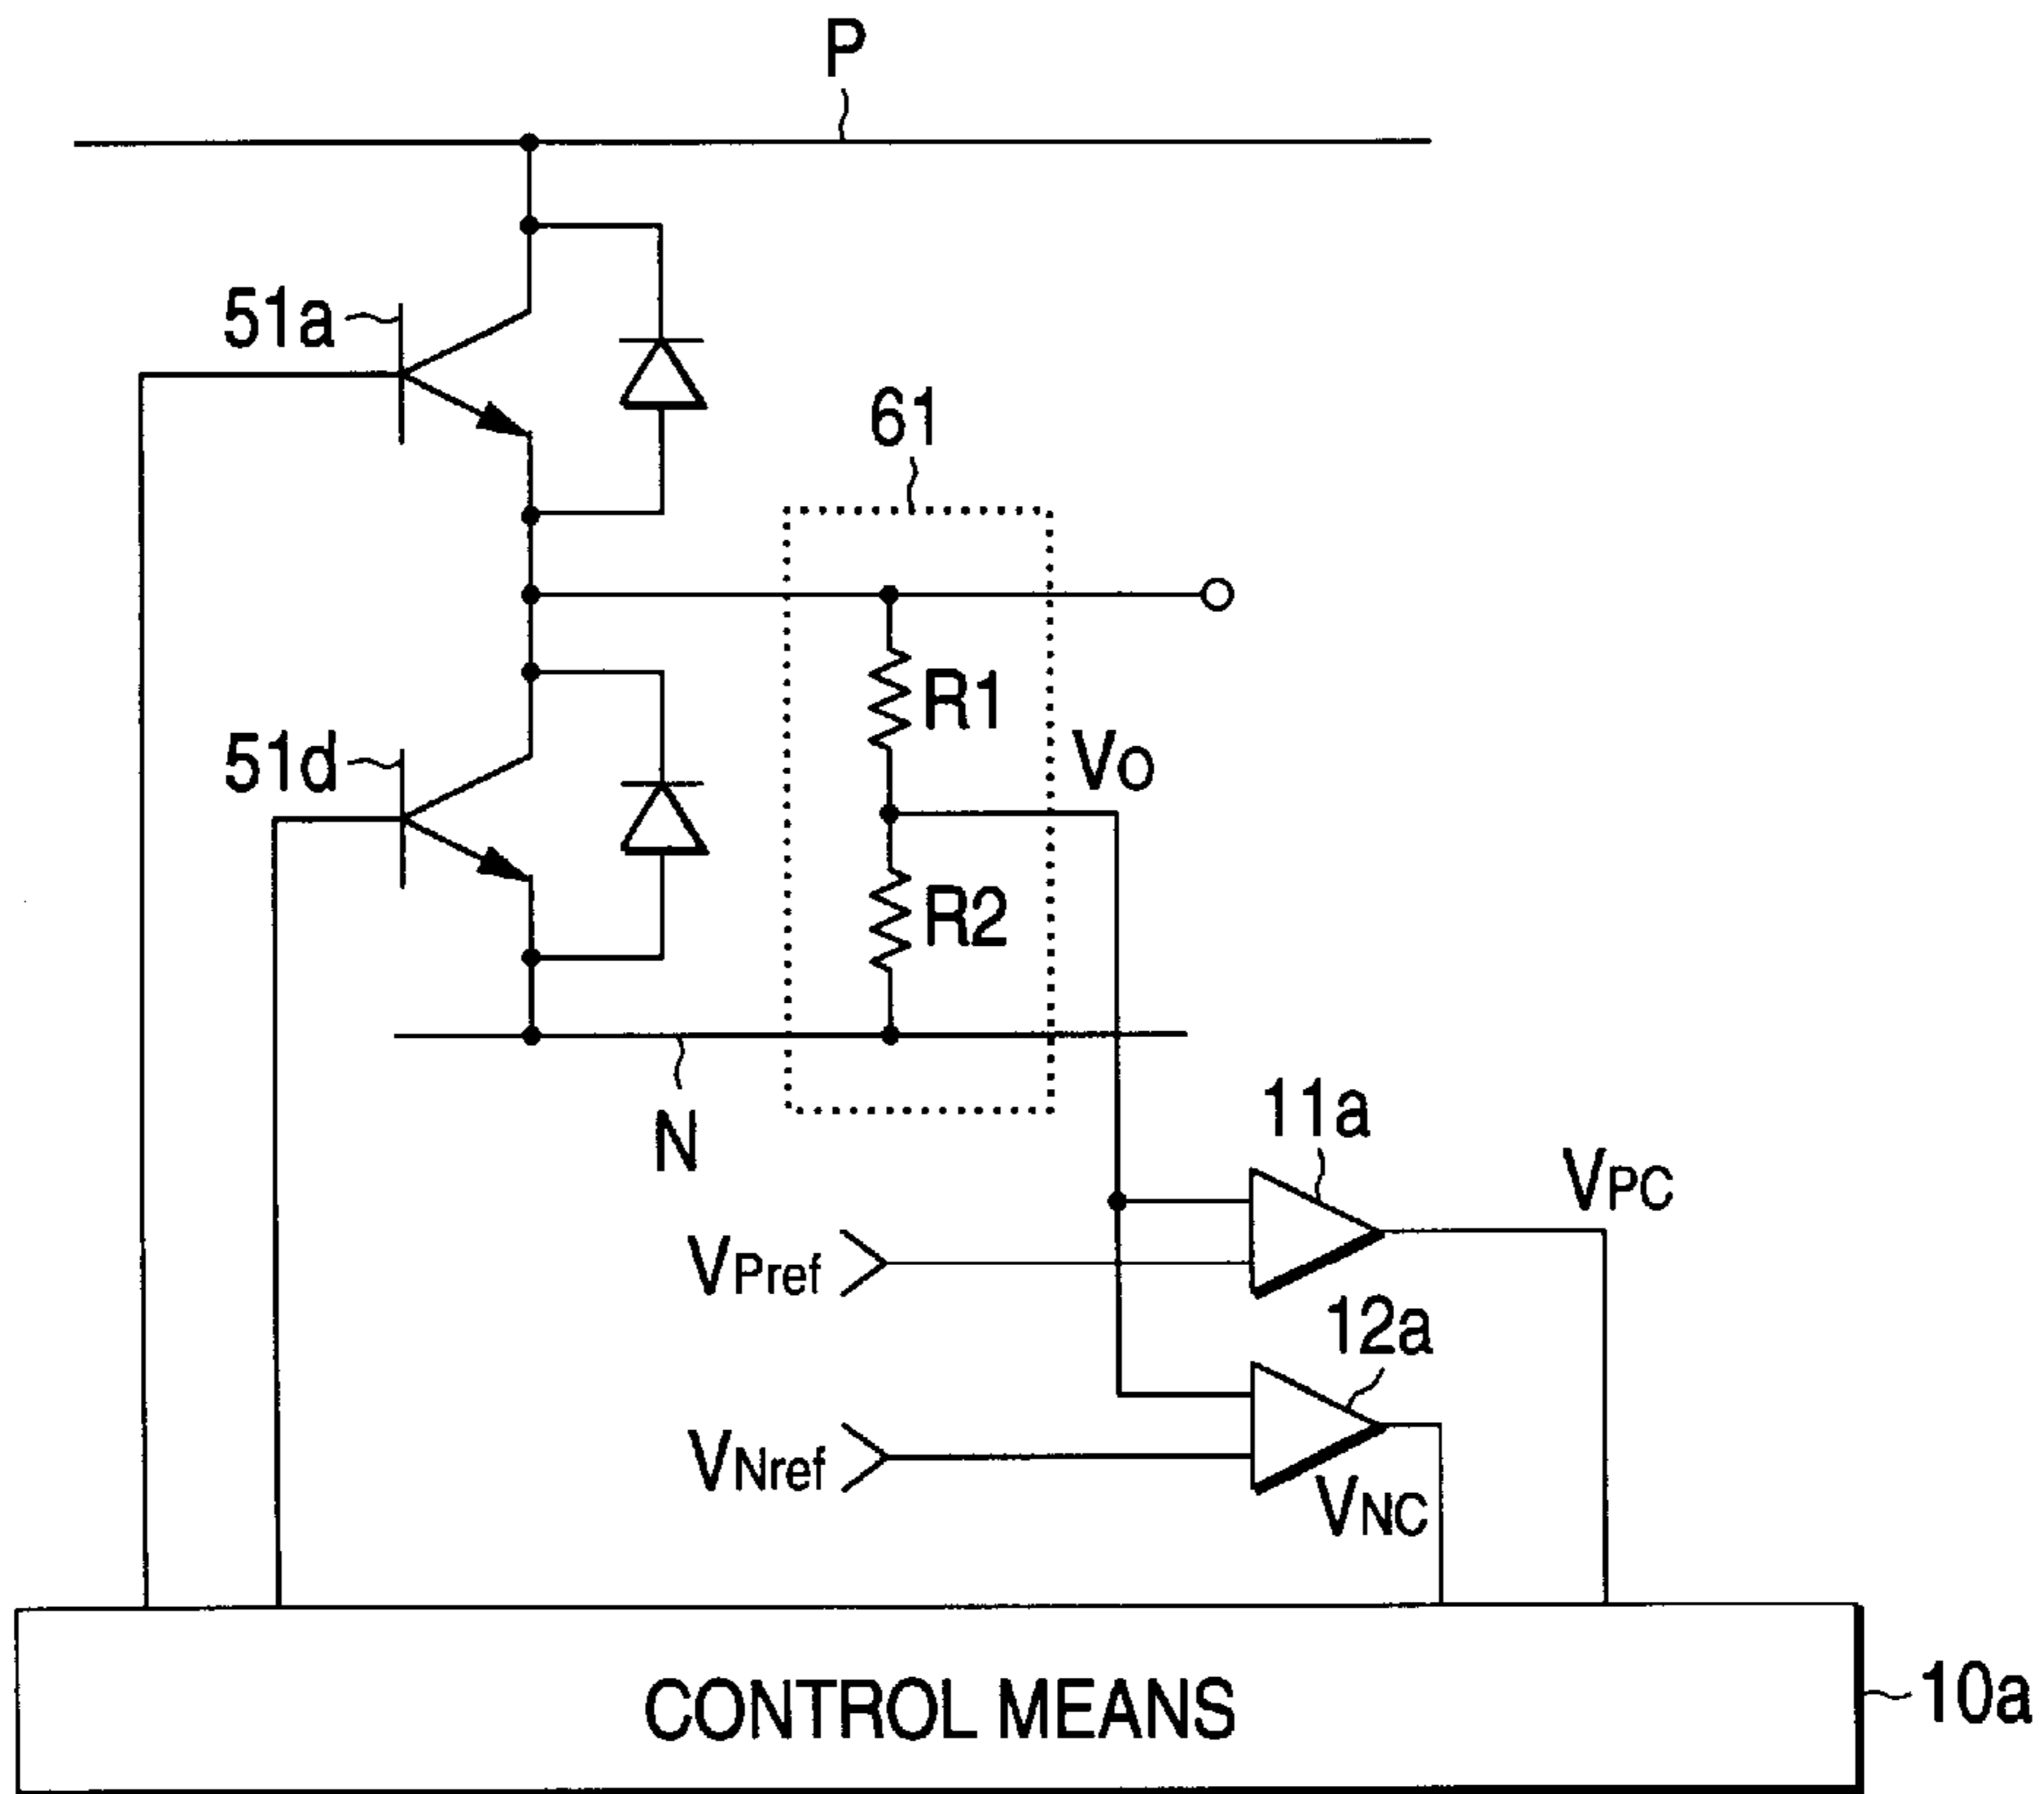 P
51a
61
R1
51d
VO
R2
N
11a
VPC
VPref
12a
VNref
VNC
CONTROL MEANS
10a